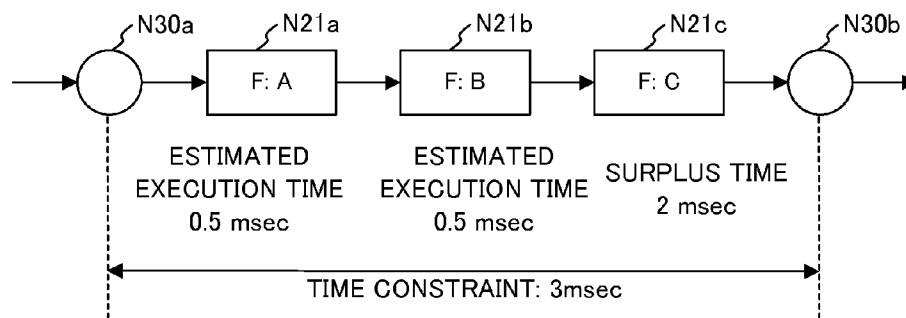 N30a N21a N21b N21c N30b
F: A F: B F: C
ESTIMATED
EXECUTION TIME
0.5 msec
ESTIMATED
EXECUTION TIME
0.5 msec
SURPLUS TIME
2 msec
TIME CONSTRAINT: 3msec